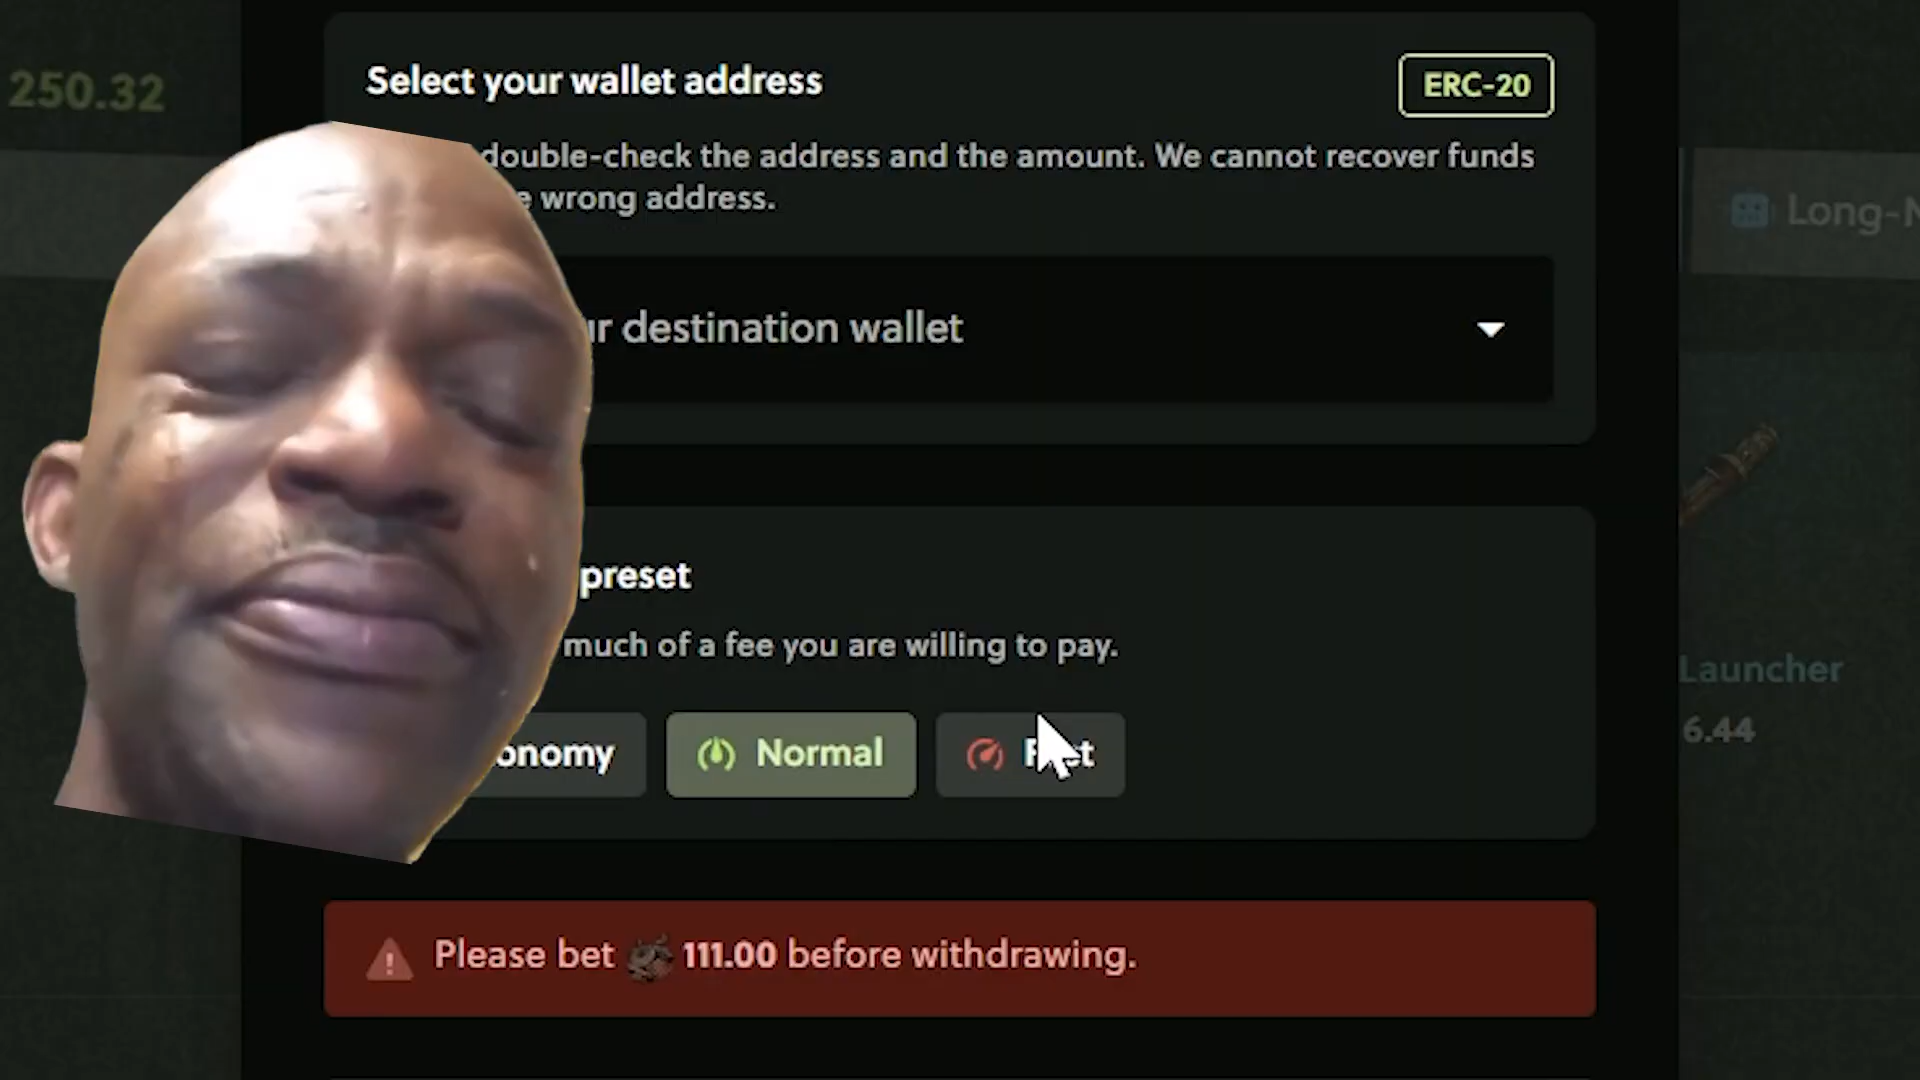 250.32
Select your wallet address
ERC-20
double-check the address and the amount. We cannot recover funds
wrong address.
Long-
destination wallet
preset
much of a fee you are willing to pay.
Normal
Launcher
6.44
Please bet 111.00 before withdrawing.